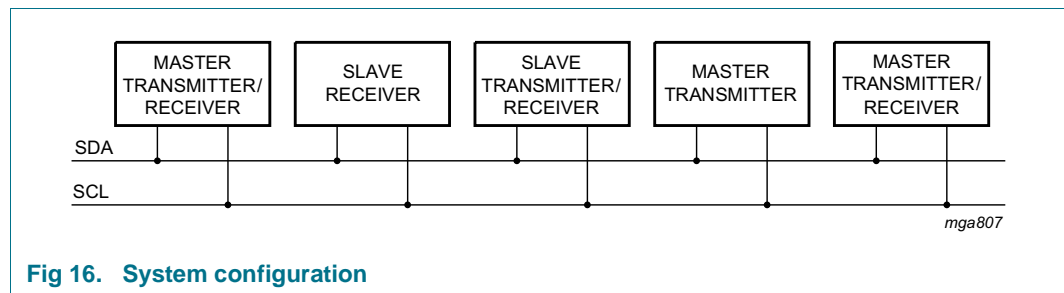 MASTER
TRANSMITTER/
RECEIVER
SLAVE
RECEIVER
SLAVE
TRANSMITTER/
RECEIVER
MASTER
TRANSMITTER
MASTER
TRANSMITTER/
RECEIVER
SDA
SCL
mga807
Fig 16. System configuration